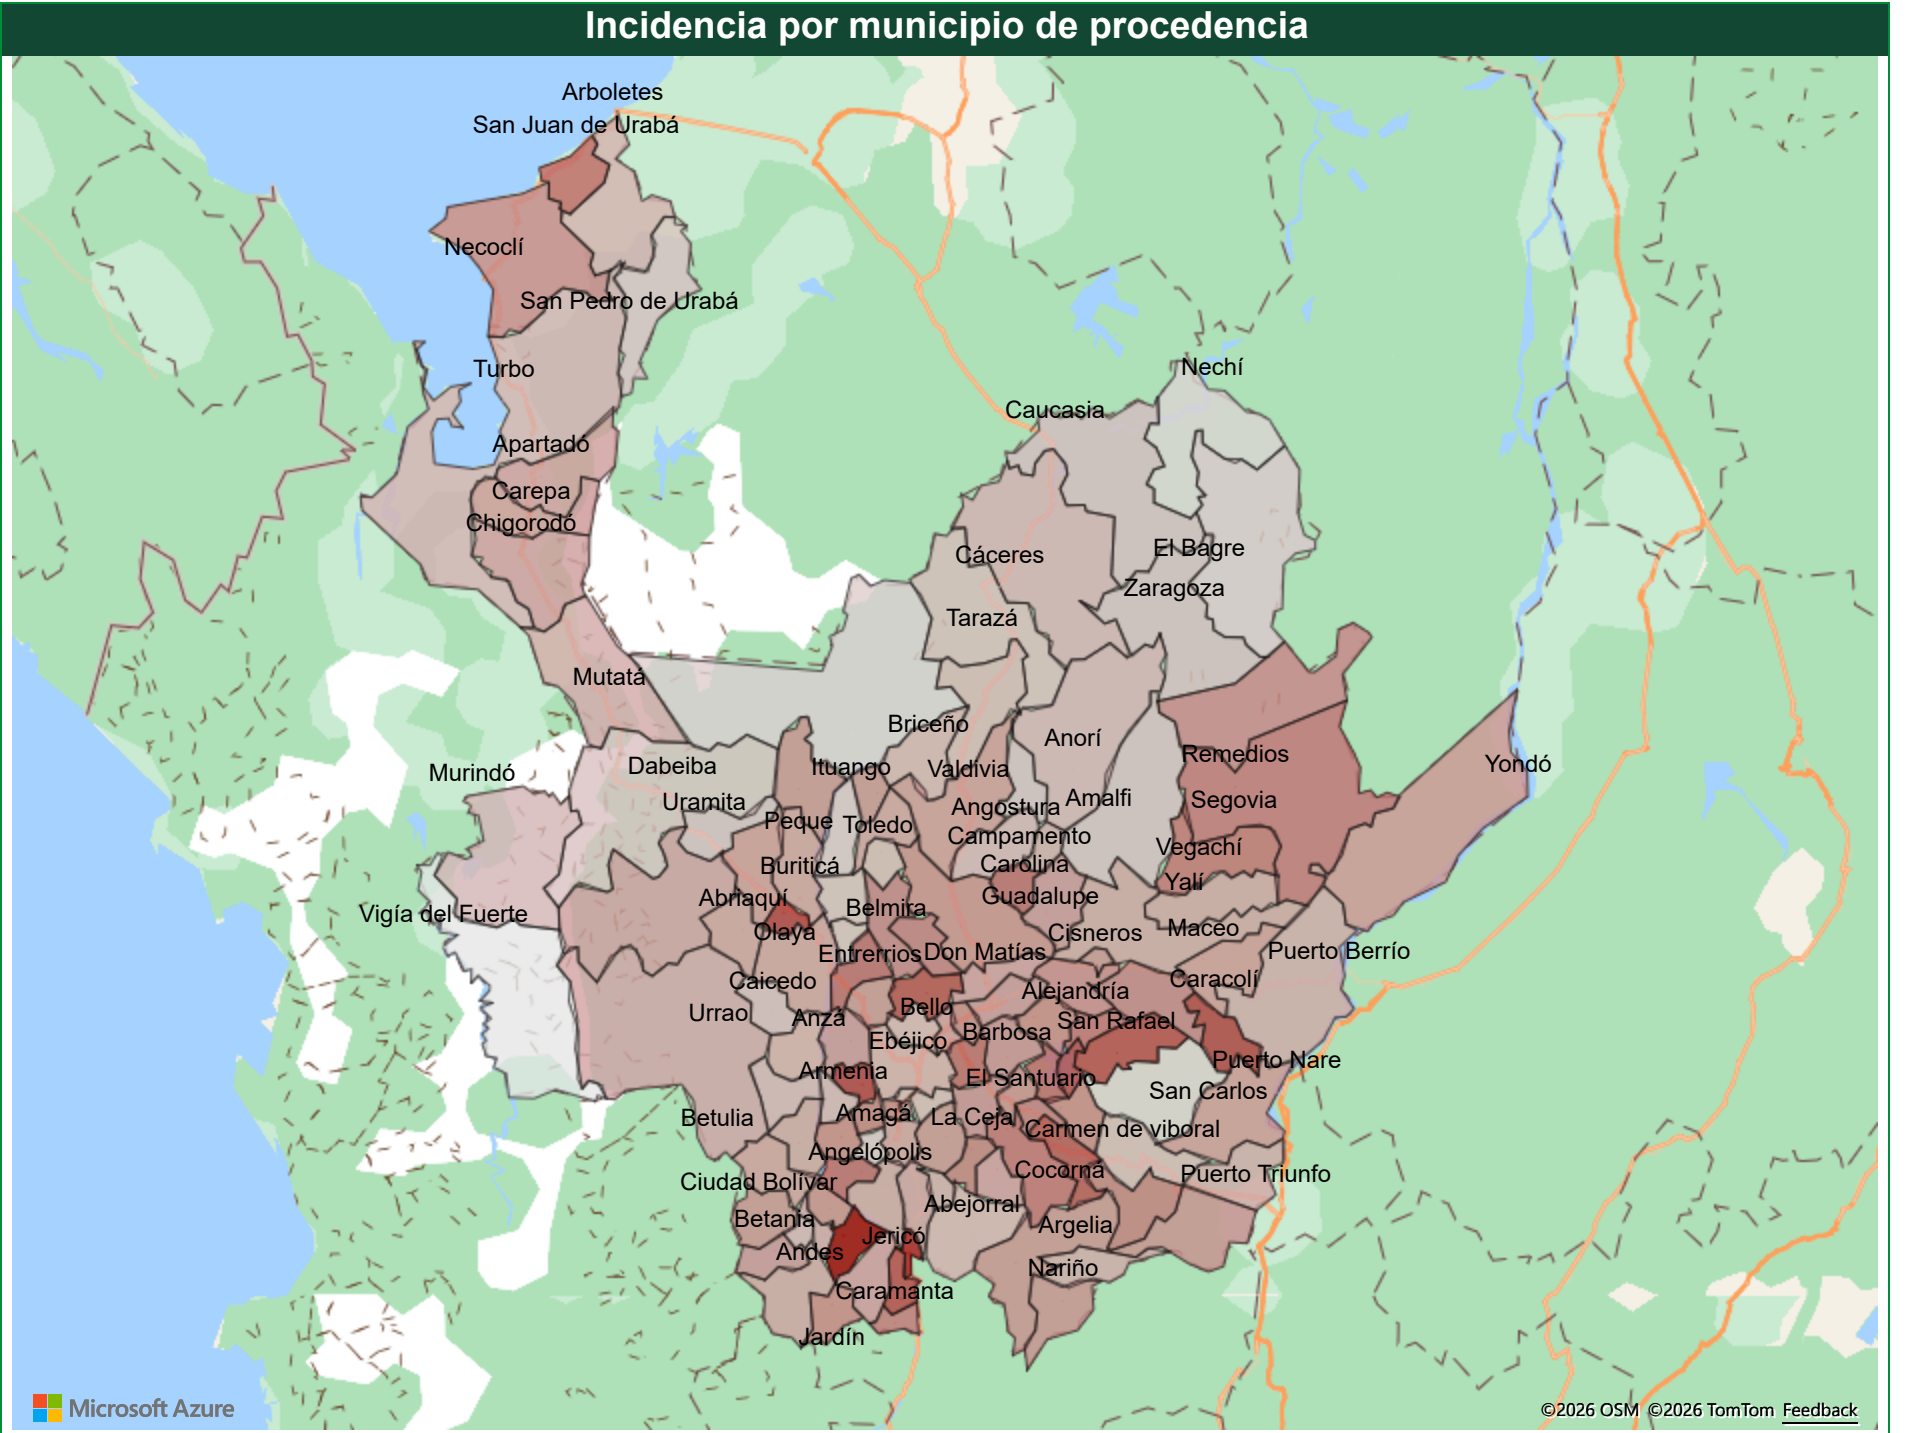 Incidencia por municipio de procedencia
Arboletes
San Juan de Urabá
Necoclí
San Pedro de Urabá
Turbo
Nechí
Caucasia
Apartadó
Carepa
Chigorodó
El Bagre
Cáceres
Zaragoza
Tarazá
Mutatá
Briceño
Anorí
Remedios
Yondó
Murindó
Dabeiba
Ituango
Valdivia
Uramita
Angostura
Amalfi
Segovia
Peque
Toledo
Campamento
Vegachí
Buriticá
Carolina
Yalí
Abriaquí
Guadalupe
Vigía del Fuerte
Belmira
Olaya
Cisneros
Maceo
Entrerrios
Don Matías
Puerto Berrío
Caicedo
Caracolí
Alejandría
Bello
Urrao
Anzá
Barbosa
San Rafael
Ebéjico
Puerto Nare
Armenia
El Santuario
San Carlos
Betulia
Amagá
La Ceja
Carmen de viboral
Angelópolis
Cocorná
Puerto Triunfo
Ciudad Bolívar
Abejorral
Betania
Argelia
Jericó
Andes
Nariño
Caramanta
Jardín
Microsoft Azure
©2026 OSM ©2026 TomTom Feedback